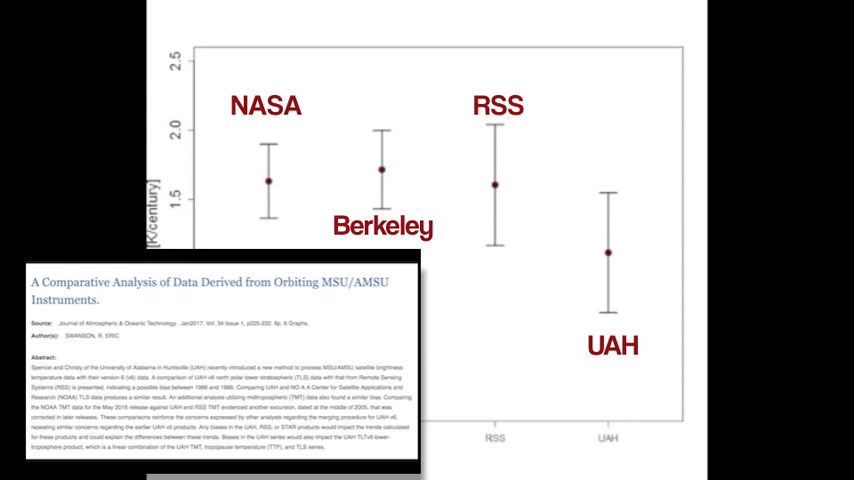 2.5
NASA
RSS
2.0
1.5
Berkeley
[K/century]
UAH
RSS
UAH
A Comparative Analysis of Data Derived from Orbiting MSU/AMSU
Instruments.
Source: Journal of Atmospheric & Oceanic Technology . Jan2017, Vol. 34 Issue 1, p225-232. 8p. 6 Graphs.
Author(s): SWANSON, R. ERIC
Abstract:
Spencer and Christy of the University of Alabama in Huntsville (UAH) recently introduced a new method to process MSU/AMSU satellite brightness
temperature data with their version 6 (v6) data. A comparison of UAH v6 north polar lower stratospheric (TLS) data with that from Remote Sensing
Systems (RSS) is presented, indicating a possible bias between 1986 and 1988. Comparing UAH and NO A A Center for Satellite Applications and
Research (NOAA) TLS data produces a similar result. An additional analysis utilizing midtropospheric (TMT) data also found a similar bias. Comparing
the NOAA TMT data for the May 2016 release against UAH and RSS TMT evidenced another excursion, dated at the middle of 2005, that was
corrected in later releases. These comparisons reinforce the concerns expressed by other analysts regarding the merging procedure for UAH v6,
repeating similar concerns regarding the earlier UAH v5 products. Any biases in the UAH, RSS, or STAR products would impact the trends calculated
for these products and could explain the differences between these trends. Biases in the UAH series would also impact the UAH TLTv6 lower-
troposphere product, which is a linear combination of the UAH TMT, tropopause temperature (TTP), and TLS series.